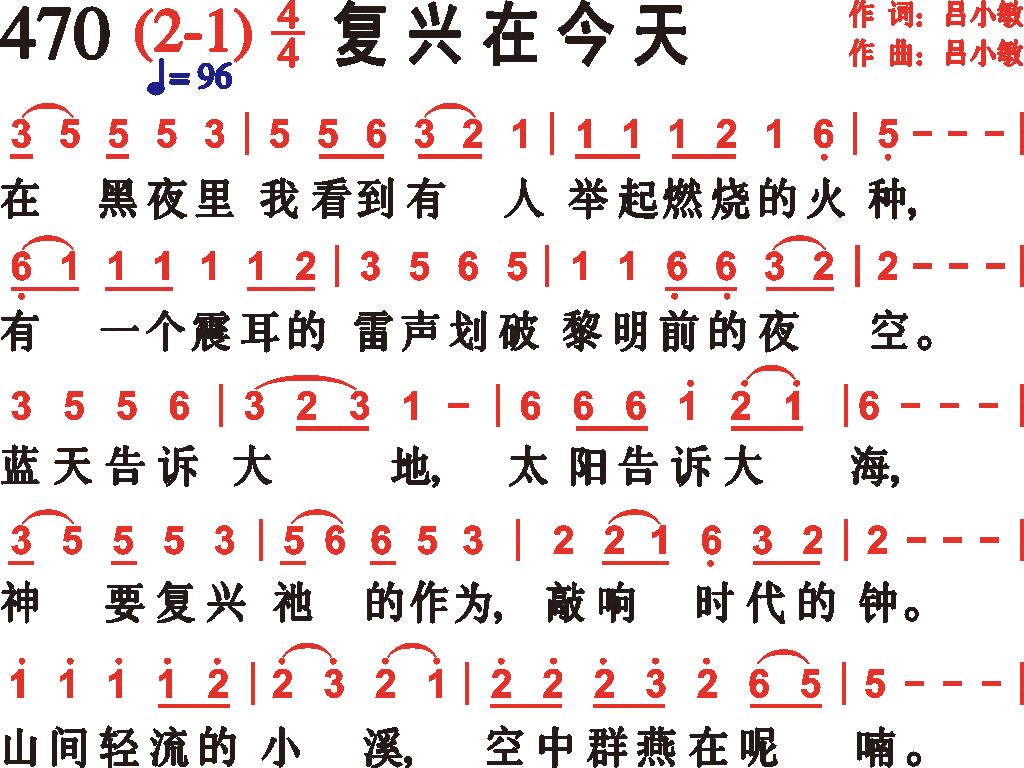 470 (2-1) 4/4 复兴在今天 作 词：吕小敏
♩= 96 作 曲：吕小敏
3 5 5 5 3 | 5 5 6 3 2 1 | 1 1 1 2 1 6 | 5 - - - |
在 黑夜里 我看到有 人 举起燃烧的火 种,
6 1 1 1 1 1 2 | 3 5 6 5 | 1 1 6 6 3 2 | 2 - - - |
有 一个震耳的 雷声划破 黎明前的夜 空。
3 5 5 6 | 3 2 3 1 - | 6 6 6 1 2 1 | 6 - - - |
蓝天告诉 大 地, 太阳告诉大 海,
3 5 5 5 3 | 5 6 6 5 3 | 2 2 1 6 3 2 | 2 - - - |
神 要复兴 祂 的作为, 敲响 时代的 钟。
1 1 1 1 2 | 2 3 2 1 | 2 2 2 3 2 6 5 | 5 - - - |
山间轻流的 小 溪, 空中群燕在呢 喃。